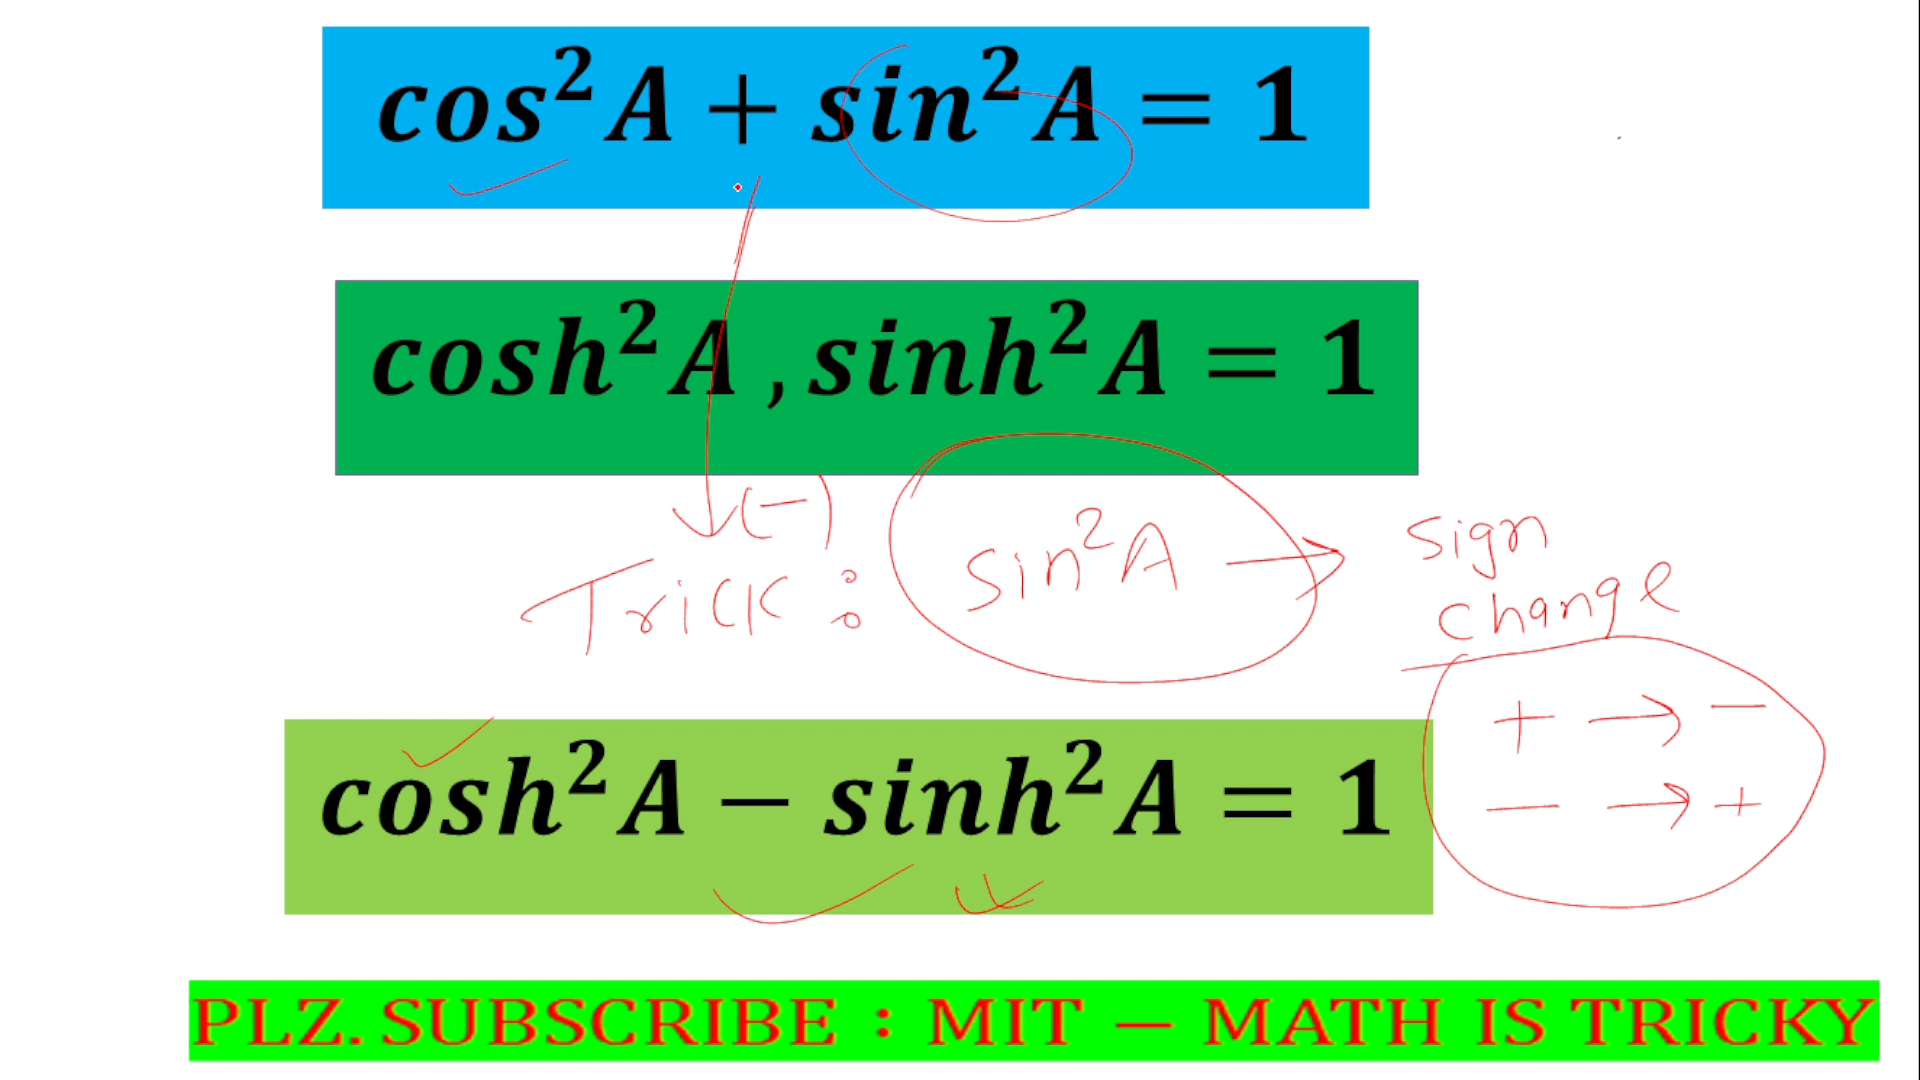 cos²A + sin²A = 1
cosh²A , sinh²A = 1
(−)
Trick : sin²A → sign change
+ → −
− → +
cosh²A − sinh²A = 1
PLZ. SUBSCRIBE : MIT – MATH IS TRICKY